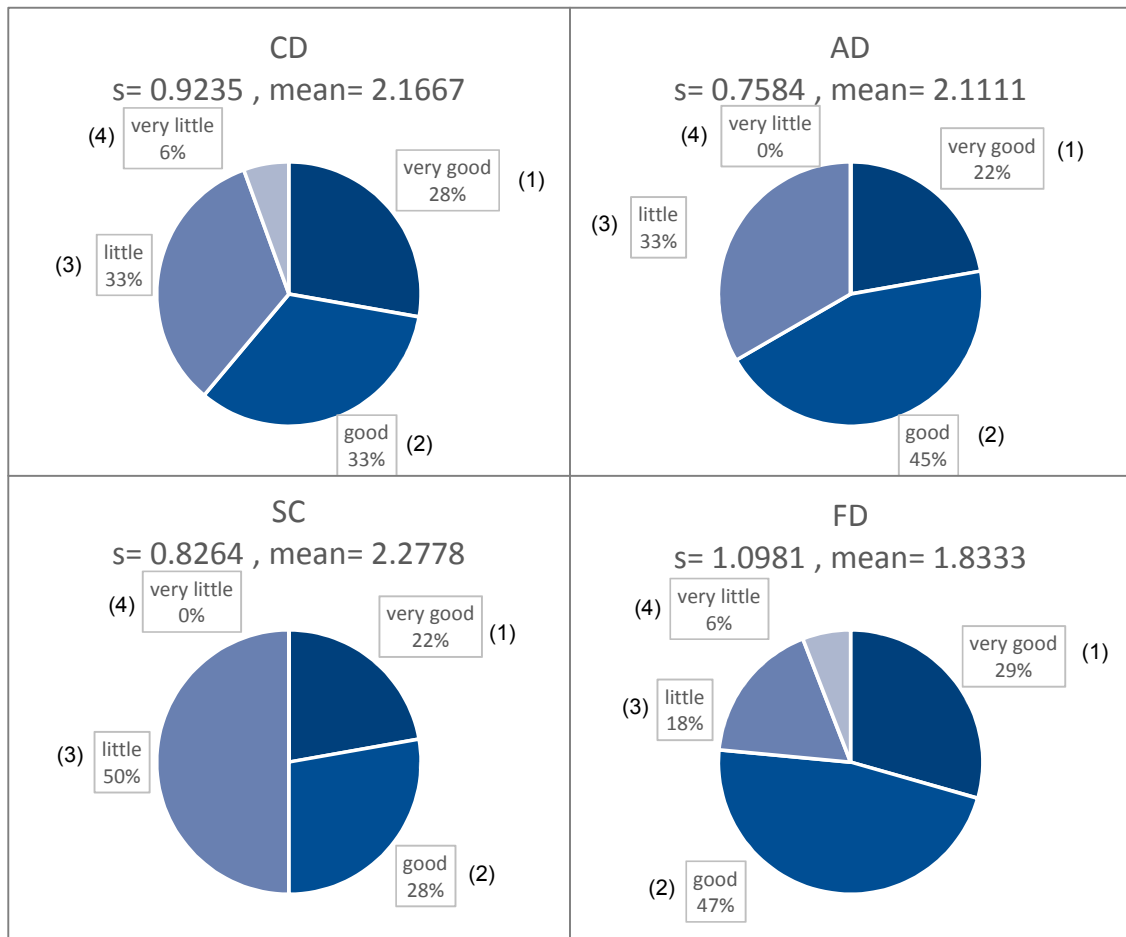 CD
s= 0.9235 , mean= 2.1667
(4)
very little
6%
very good
28%
(1)
(3)
little
33%
good
33%
(2)
AD
s= 0.7584 , mean= 2.1111
(4)
very little
0%
very good
22%
(1)
(3)
little
33%
good
45%
(2)
SC
s= 0.8264 , mean= 2.2778
(4)
very little
0%
very good
22%
(1)
(3)
little
50%
good
28%
(2)
FD
s= 1.0981 , mean= 1.8333
(4)
very little
6%
very good
29%
(1)
(3)
little
18%
(2)
good
47%